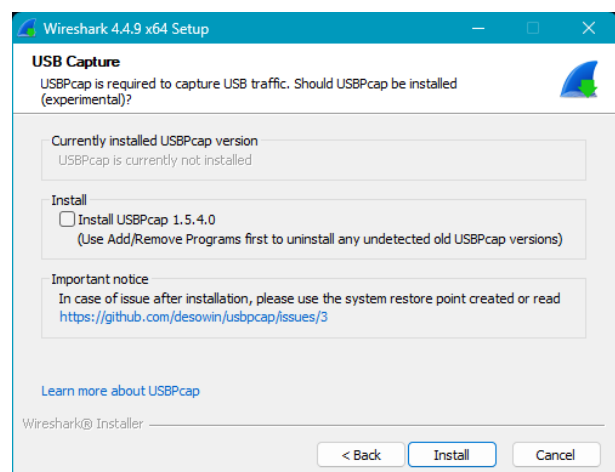 Wireshark 4.4.9 x64 Setup
USB Capture
USBPcap is required to capture USB traffic. Should USBPcap be installed
(experimental)?
Currently installed USBPcap version
USBPcap is currently not installed
Install
Install USBPcap 1.5.4.0
(Use Add/Remove Programs first to uninstall any undetected old USBPcap versions)
Important notice
In case of issue after installation, please use the system restore point created or read
https://github.com/desowin/usbpcap/issues/3
Learn more about USBPcap
Wireshark® Installer
< Back Install Cancel